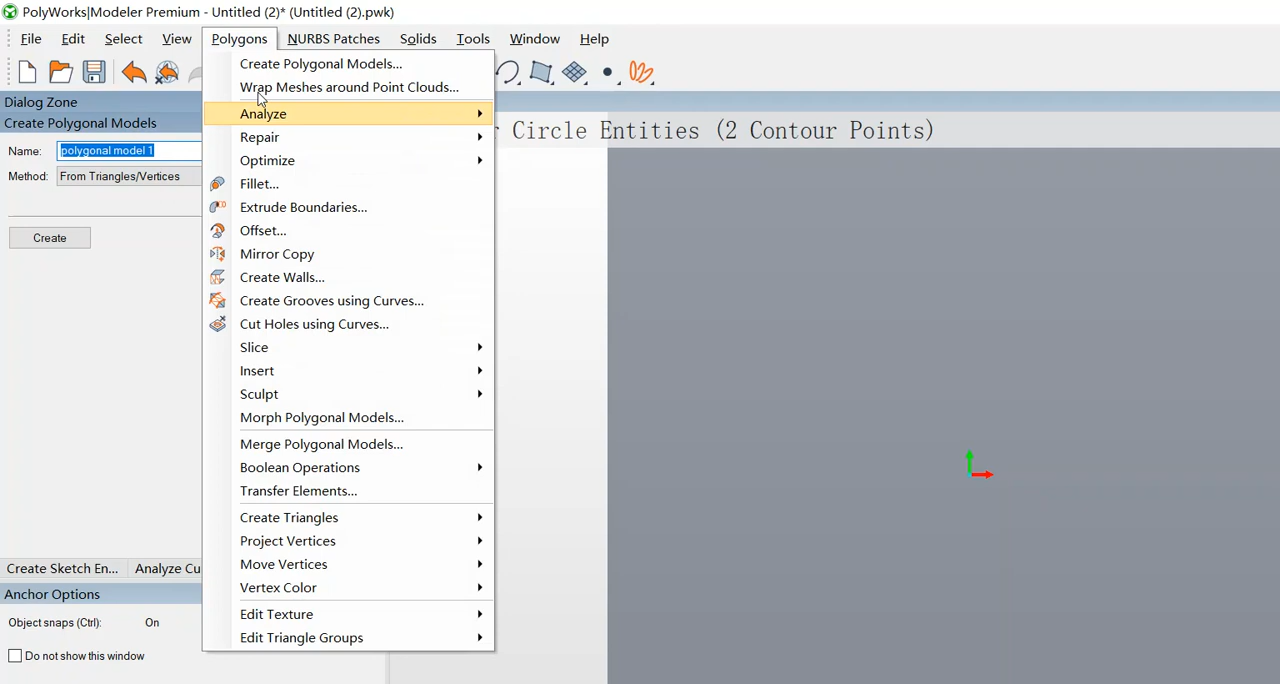 PolyWorks|Modeler Premium - Untitled (2)* (Untitled (2).pwk)
File Edit Select View Polygons NURBS Patches Solids Tools Window Help
Dialog Zone
Create Polygonal Models
Name: polygonal model 1
Method: From Triangles/Vertices
Create
Create Polygonal Models...
Wrap Meshes around Point Clouds...
Analyze
Repair
Optimize
Fillet...
Extrude Boundaries...
Offset...
Mirror Copy
Create Walls...
Create Grooves using Curves...
Cut Holes using Curves...
Slice
Insert
Sculpt
Morph Polygonal Models...
Merge Polygonal Models...
Boolean Operations
Transfer Elements...
Create Triangles
Project Vertices
Move Vertices
Vertex Color
Edit Texture
Edit Triangle Groups
Circle Entities (2 Contour Points)
Create Sketch En... Analyze Cu
Anchor Options
Object snaps (Ctrl): On
Do not show this window